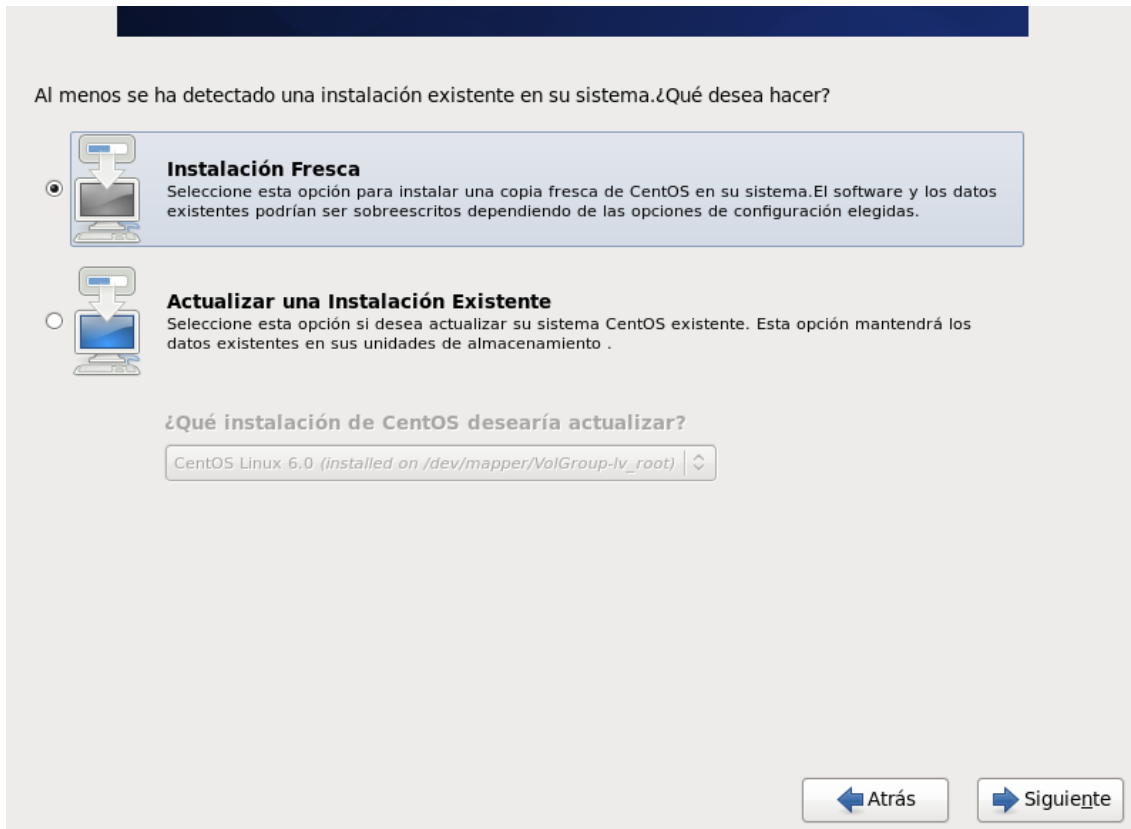 Al menos se ha detectado una instalación existente en su sistema.¿Qué desea hacer?
Instalación Fresca
Seleccione esta opción para instalar una copia fresca de CentOS en su sistema.El software y los datos
existentes podrían ser sobreescritos dependiendo de las opciones de configuración elegidas.
Actualizar una Instalación Existente
Seleccione esta opción si desea actualizar su sistema CentOS existente. Esta opción mantendrá los
datos existentes en sus unidades de almacenamiento .
¿Qué instalación de CentOS desearía actualizar?
CentOS Linux 6.0 (installed on /dev/mapper/VolGroup-lv_root)
Atrás
Siguiente